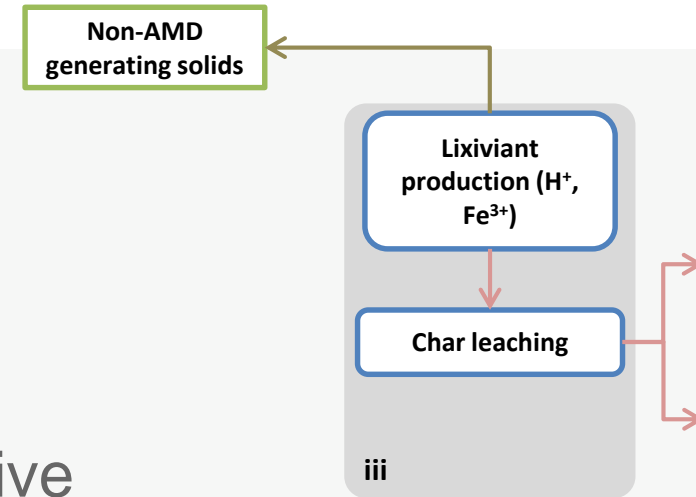 Non-AMD
generating solids
Lixiviant
production (H⁺,
Fe³⁺)
Char leaching
iii